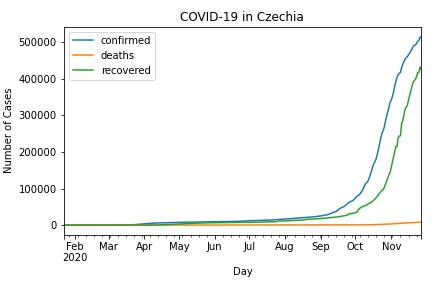 COVID-19 in Czechia
confirmed
deaths
recovered
Number of Cases
500000
400000
300000
200000
100000
0
Feb Mar Apr May Jun Jul Aug Sep Oct Nov
2020
Day